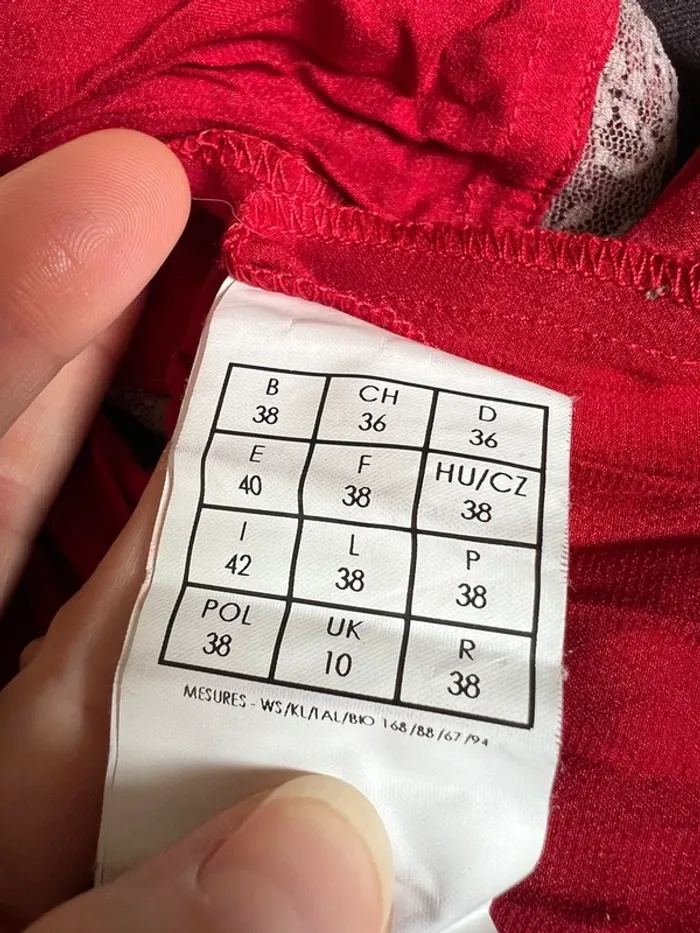 B CH D
38 36 36
E F HU/CZ
40 38 38
I L P
42 38 38
POL UK R
38 10 38
MESURES - WS/KL/TAL/BIO 168/88/67/94